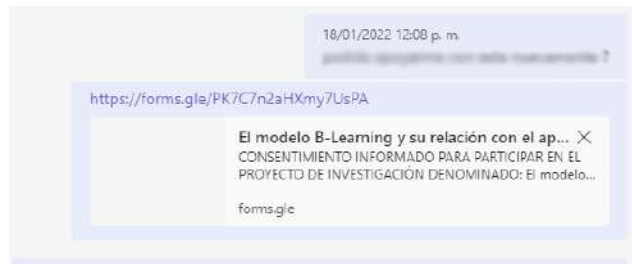 18/01/2022 12:08 p. m.
?
https://forms.gle/PK7C7n2aHXmy7UsPA
El modelo B-Learning y su relación con el ap...
CONSENTIMIENTO INFORMADO PARA PARTICIPAR EN EL
PROYECTO DE INVESTIGACIÓN DENOMINADO: El modelo...
forms.gle